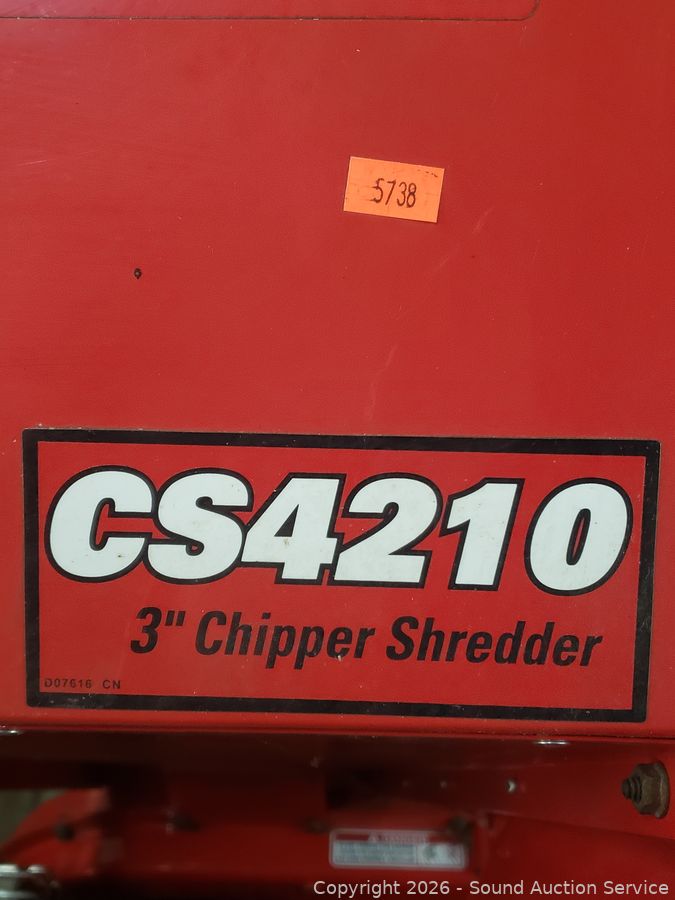 5738
CS4210
3" Chipper Shredder
D07616 CN
Copyright 2026 - Sound Auction Service